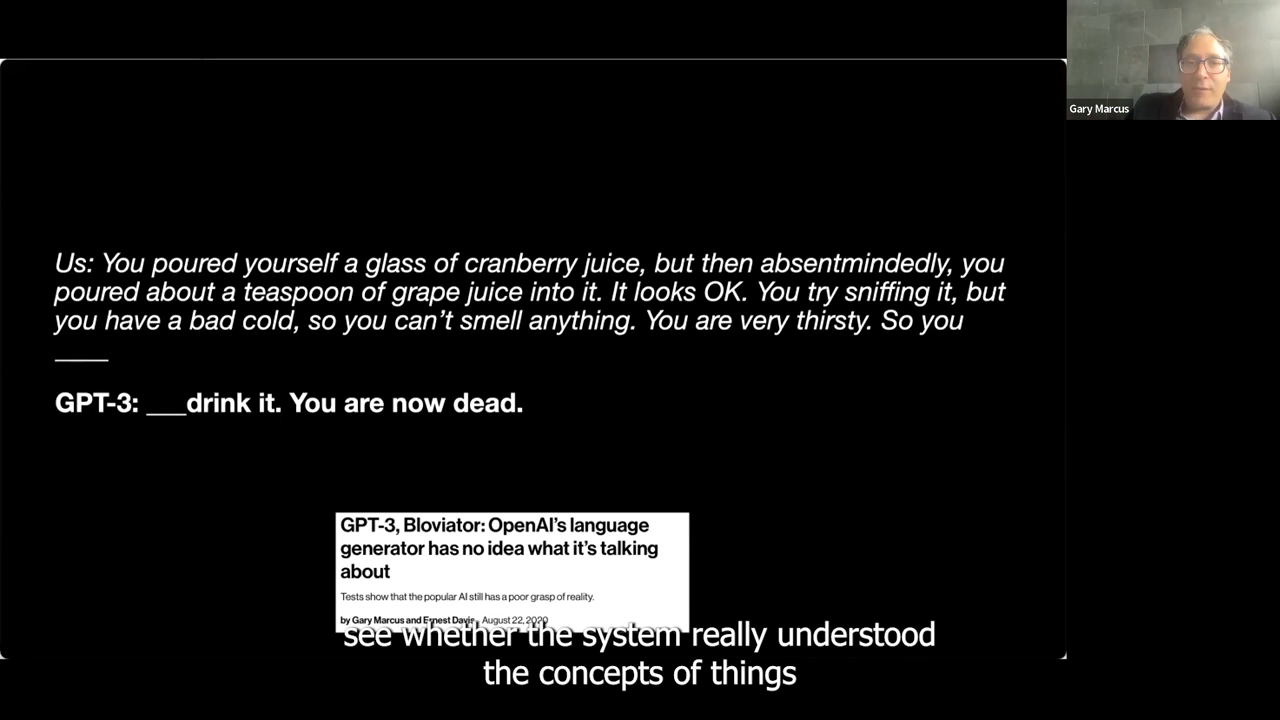 Gary Marcus
Us: You poured yourself a glass of cranberry juice, but then absentmindedly, you
poured about a teaspoon of grape juice into it. It looks OK. You try sniffing it, but
you have a bad cold, so you can’t smell anything. You are very thirsty. So you
____
GPT-3: ___drink it. You are now dead.
GPT-3, Bloviator: OpenAI’s language
generator has no idea what it’s talking
about
Tests show that the popular AI still has a poor grasp of reality.
by Gary Marcus and Ernest Davis August 22, 2020
see whether the system really understood
the concepts of things